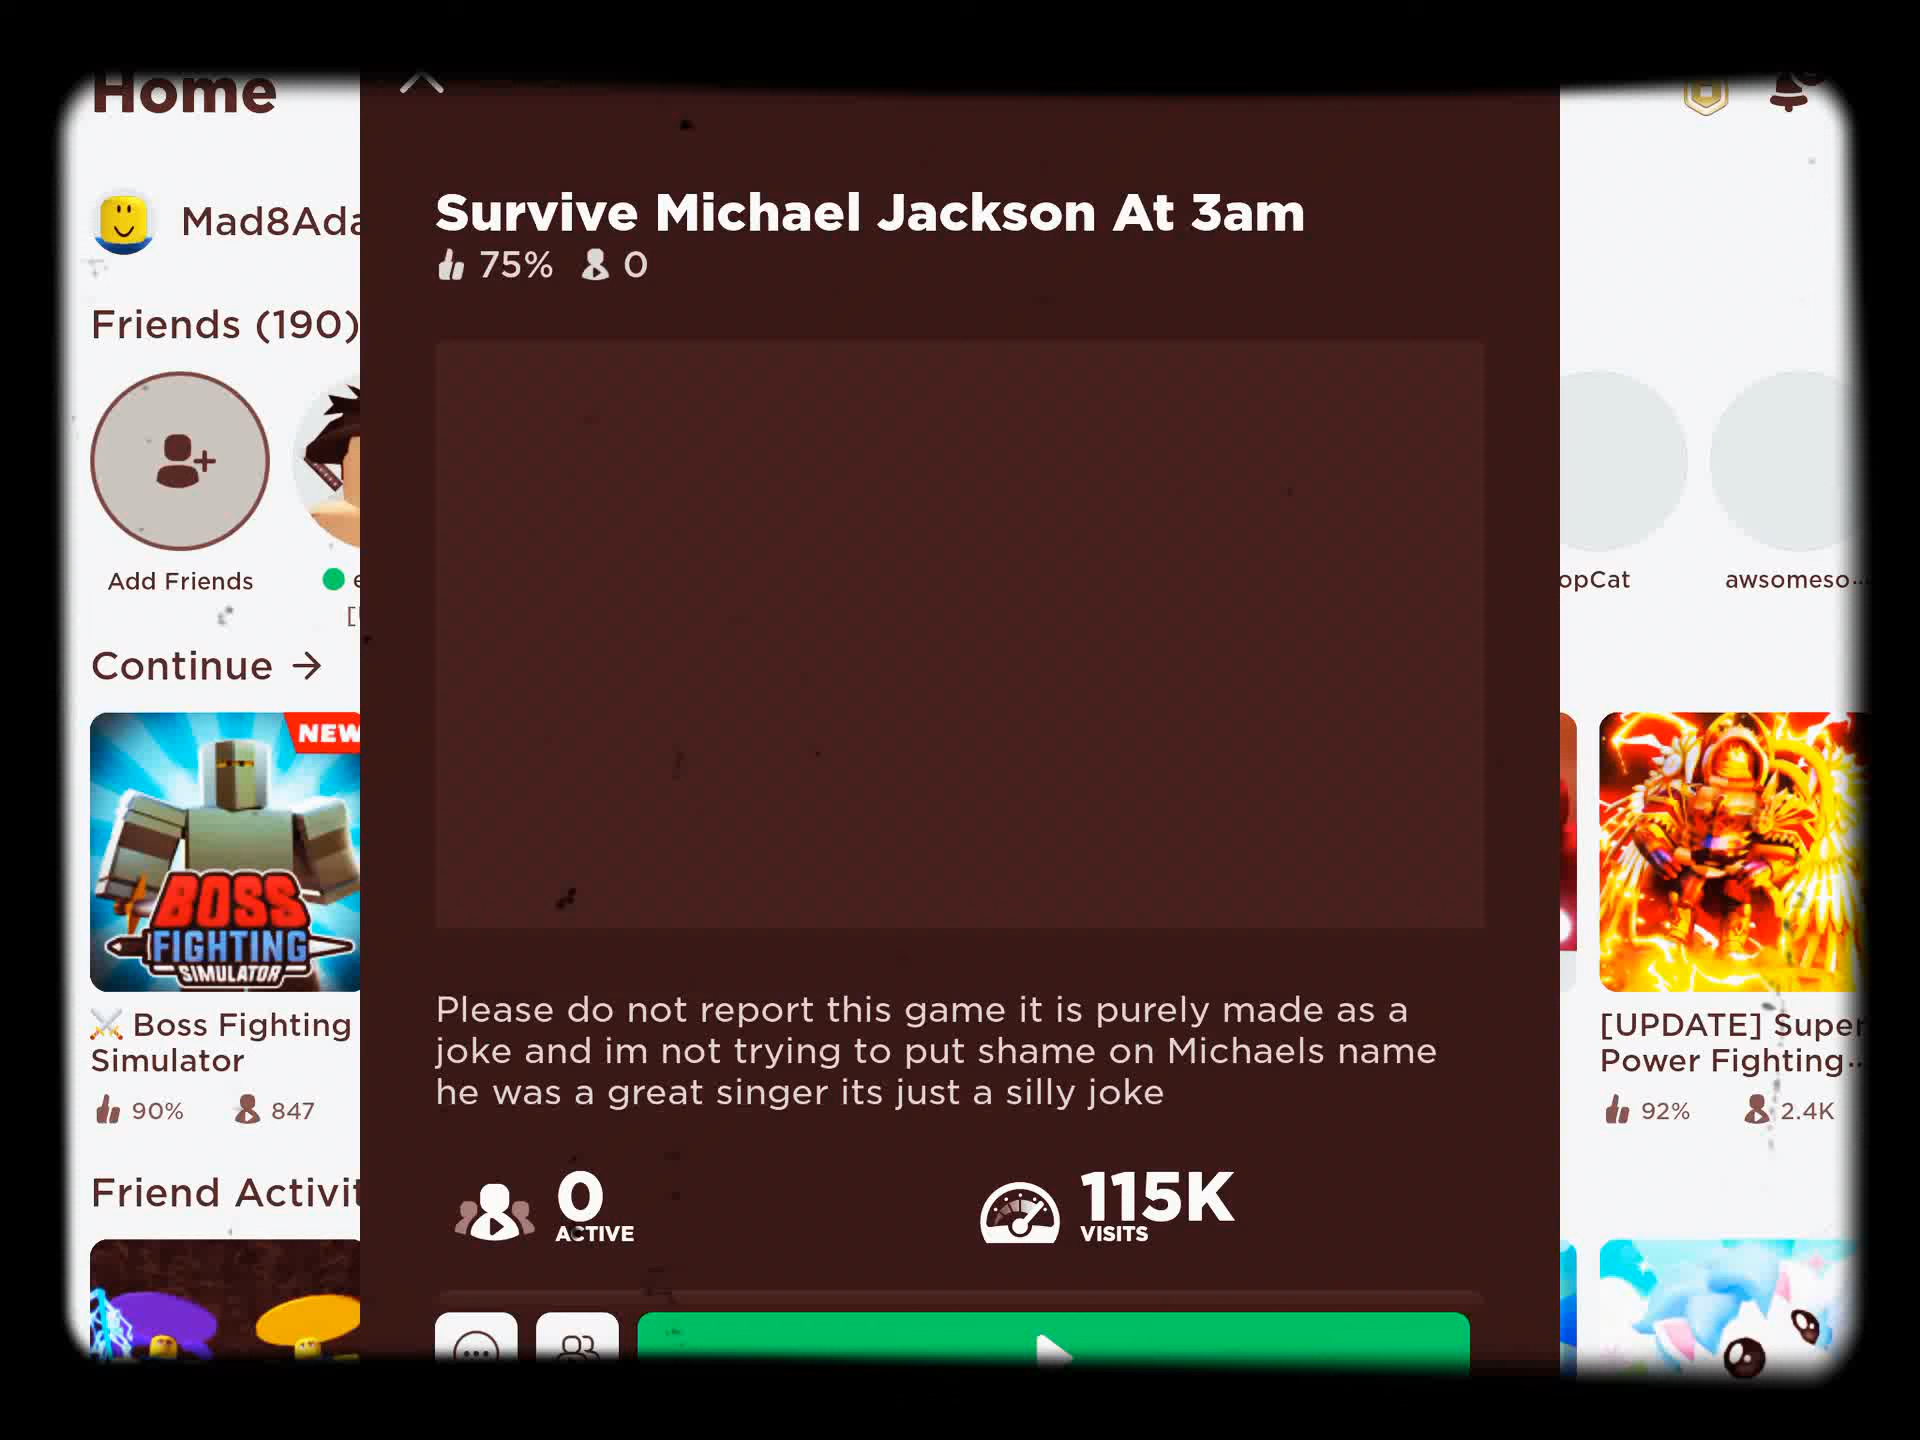 Home
Mad8Ada
Friends (190)
Add Friends
opCat
awsomeso...
Continue →
NEW
BOSS
FIGHTING
SIMULATOR
⚔️ Boss Fighting
Simulator
90% 847
Friend Activit
Survive Michael Jackson At 3am
75% 0
Please do not report this game it is purely made as a
joke and im not trying to put shame on Michaels name
he was a great singer its just a silly joke
0
ACTIVE
115K
VISITS
[UPDATE] Super
Power Fighting...
92% 2.4K